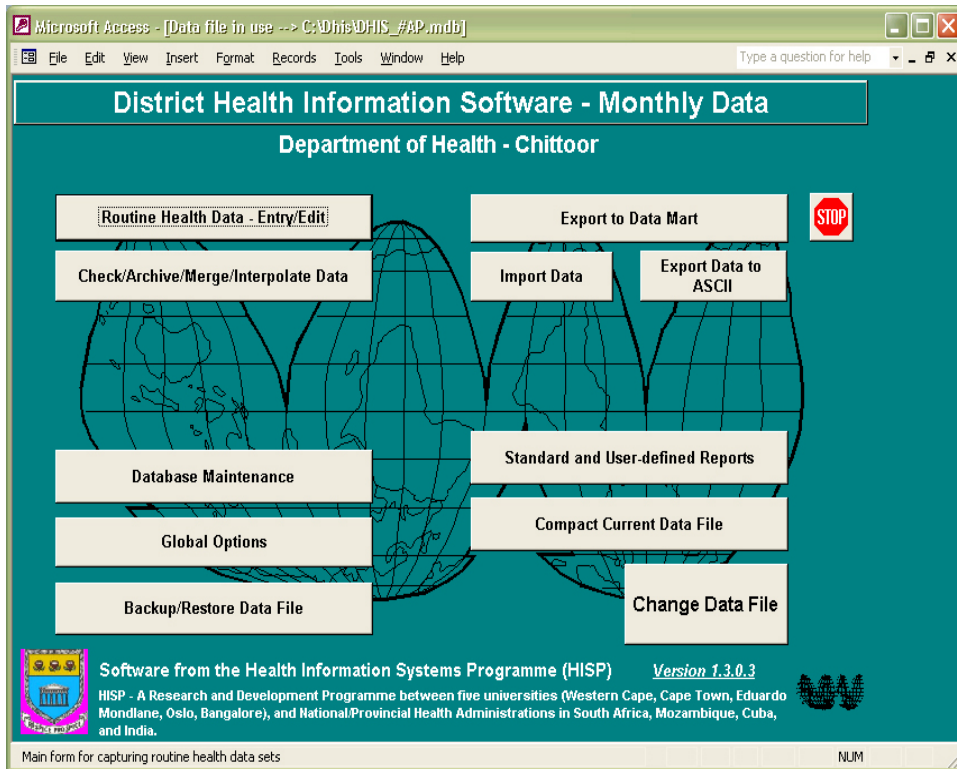 Microsoft Access - [Data file in use --> C:\Dhis\DHIS_#AP.mdb]
File Edit View Insert Format Records Tools Window Help Type a question for help
District Health Information Software - Monthly Data
Department of Health - Chittoor
Routine Health Data - Entry/Edit
Export to Data Mart
STOP
Check/Archive/Merge/Interpolate Data
Import Data
Export Data to
ASCII
Database Maintenance
Standard and User-defined Reports
Global Options
Compact Current Data File
Backup/Restore Data File
Change Data File
Software from the Health Information Systems Programme (HISP) Version 1.3.0.3
HISP - A Research and Development Programme between five universities (Western Cape, Cape Town, Eduardo
Mondlane, Oslo, Bangalore), and National/Provincial Health Administrations in South Africa, Mozambique, Cuba,
and India.
Main form for capturing routine health data sets NUM